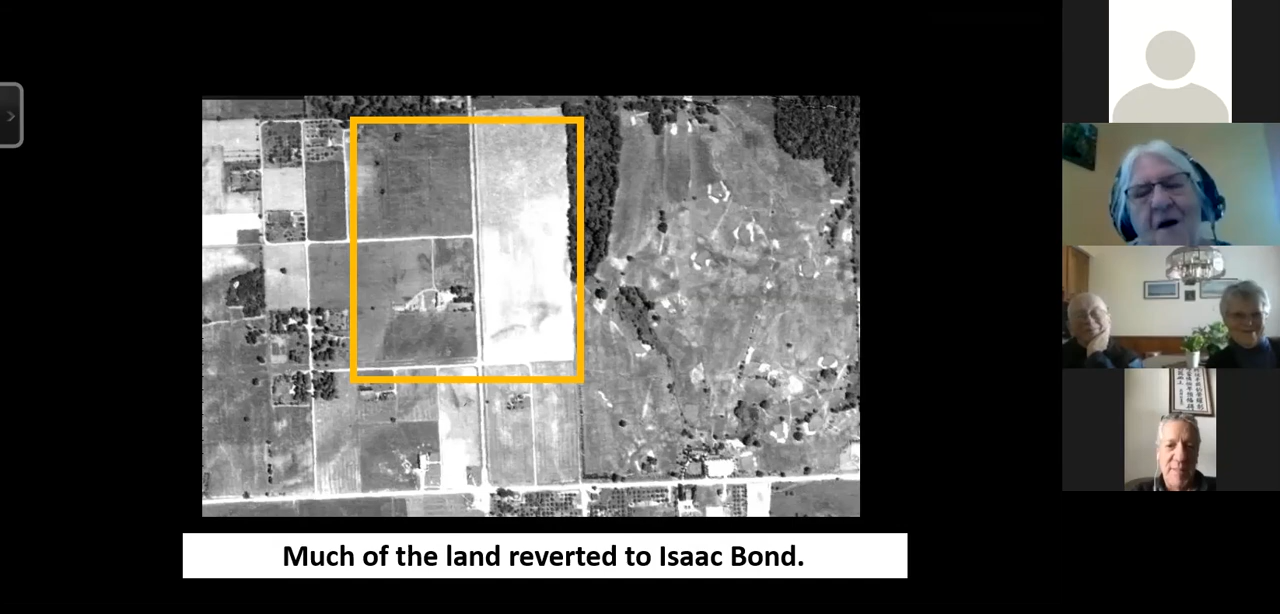 Much of the land reverted to Isaac Bond.